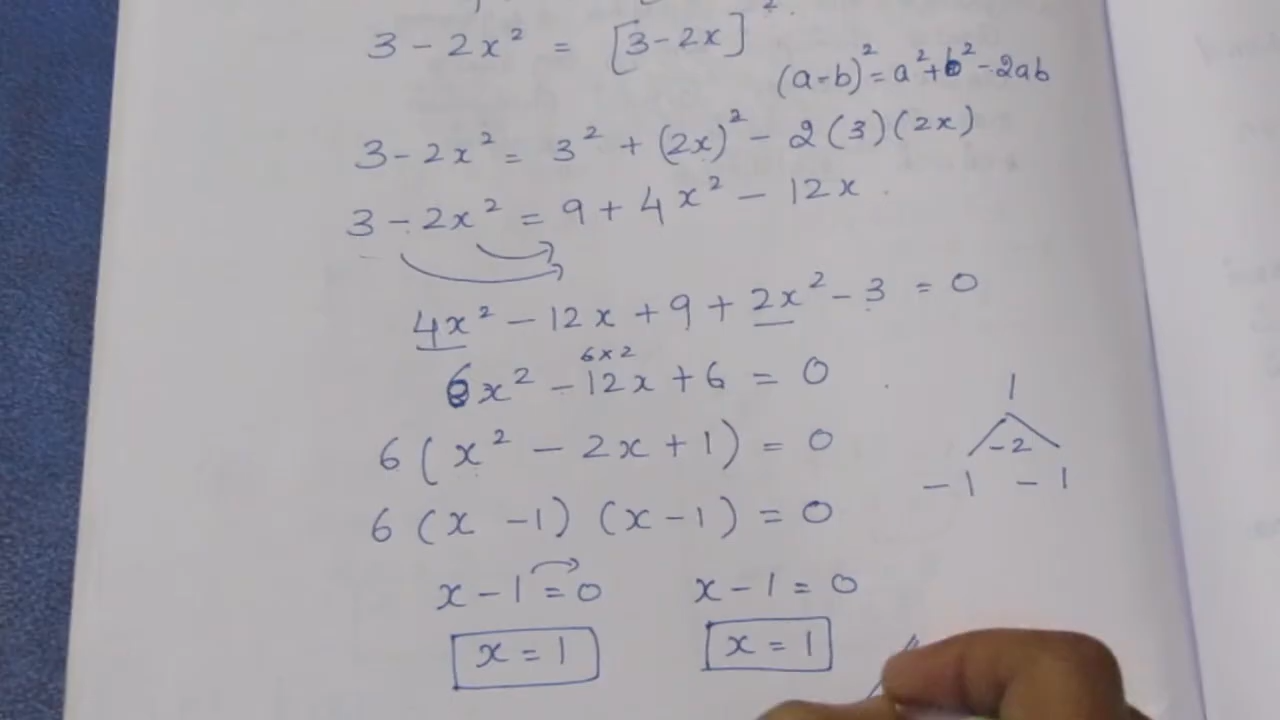 3 - 2x² = [3-2x]²
(a-b)² = a² + b² - 2ab
3 - 2x² = 3² + (2x)² - 2(3)(2x)
3 - 2x² = 9 + 4x² - 12x
4x² - 12x + 9 + 2x² - 3 = 0
6×2
6x² - 12x + 6 = 0
1
6(x² - 2x + 1) = 0
-2
-1 -1
6(x - 1)(x - 1) = 0
x - 1 = 0 x - 1 = 0
x = 1 x = 1